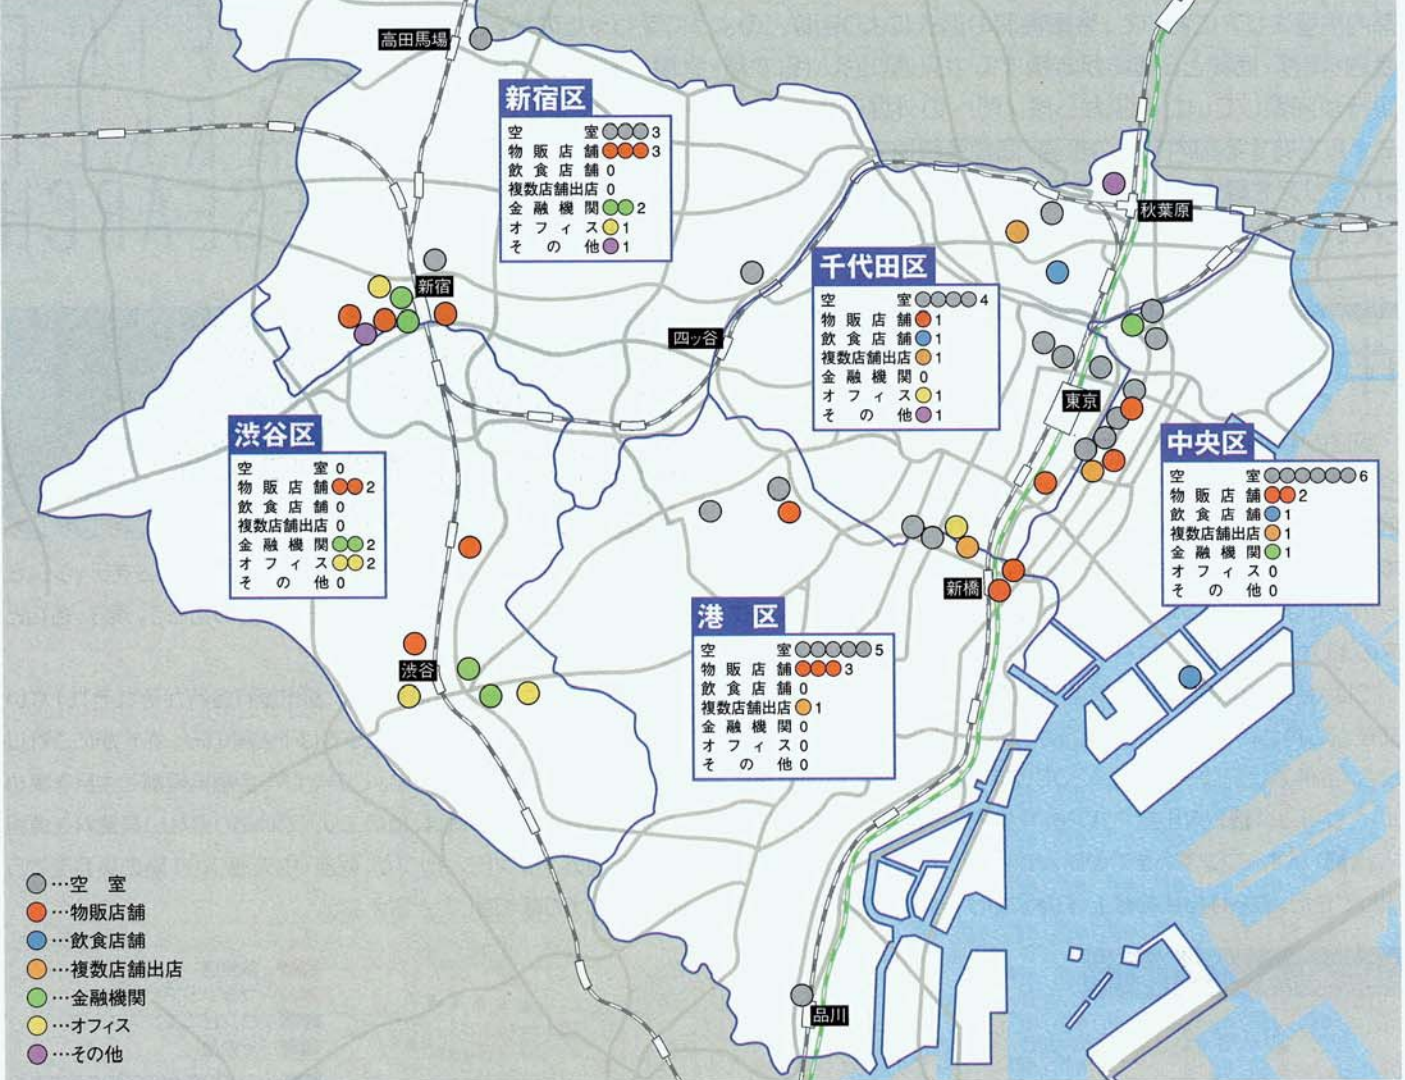 高田馬場
新宿区
空室 3
物販店舗 3
飲食店舗 0
複数店舗出店 0
金融機関 2
オフィス 1
その他 1
秋葉原
新宿
四ッ谷
千代田区
空室 4
物販店舗 1
飲食店舗 1
複数店舗出店 1
金融機関 0
オフィス 1
その他 1
東京
渋谷区
空室 0
物販店舗 2
飲食店舗 0
複数店舗出店 0
金融機関 2
オフィス 2
その他 0
中央区
空室 6
物販店舗 2
飲食店舗 1
複数店舗出店 1
金融機関 1
オフィス 0
その他 0
新橋
港区
空室 5
物販店舗 3
飲食店舗 0
複数店舗出店 1
金融機関 0
オフィス 0
その他 0
渋谷
…空室
…物販店舗
…飲食店舗
…複数店舗出店
…金融機関
…オフィス
…その他
品川